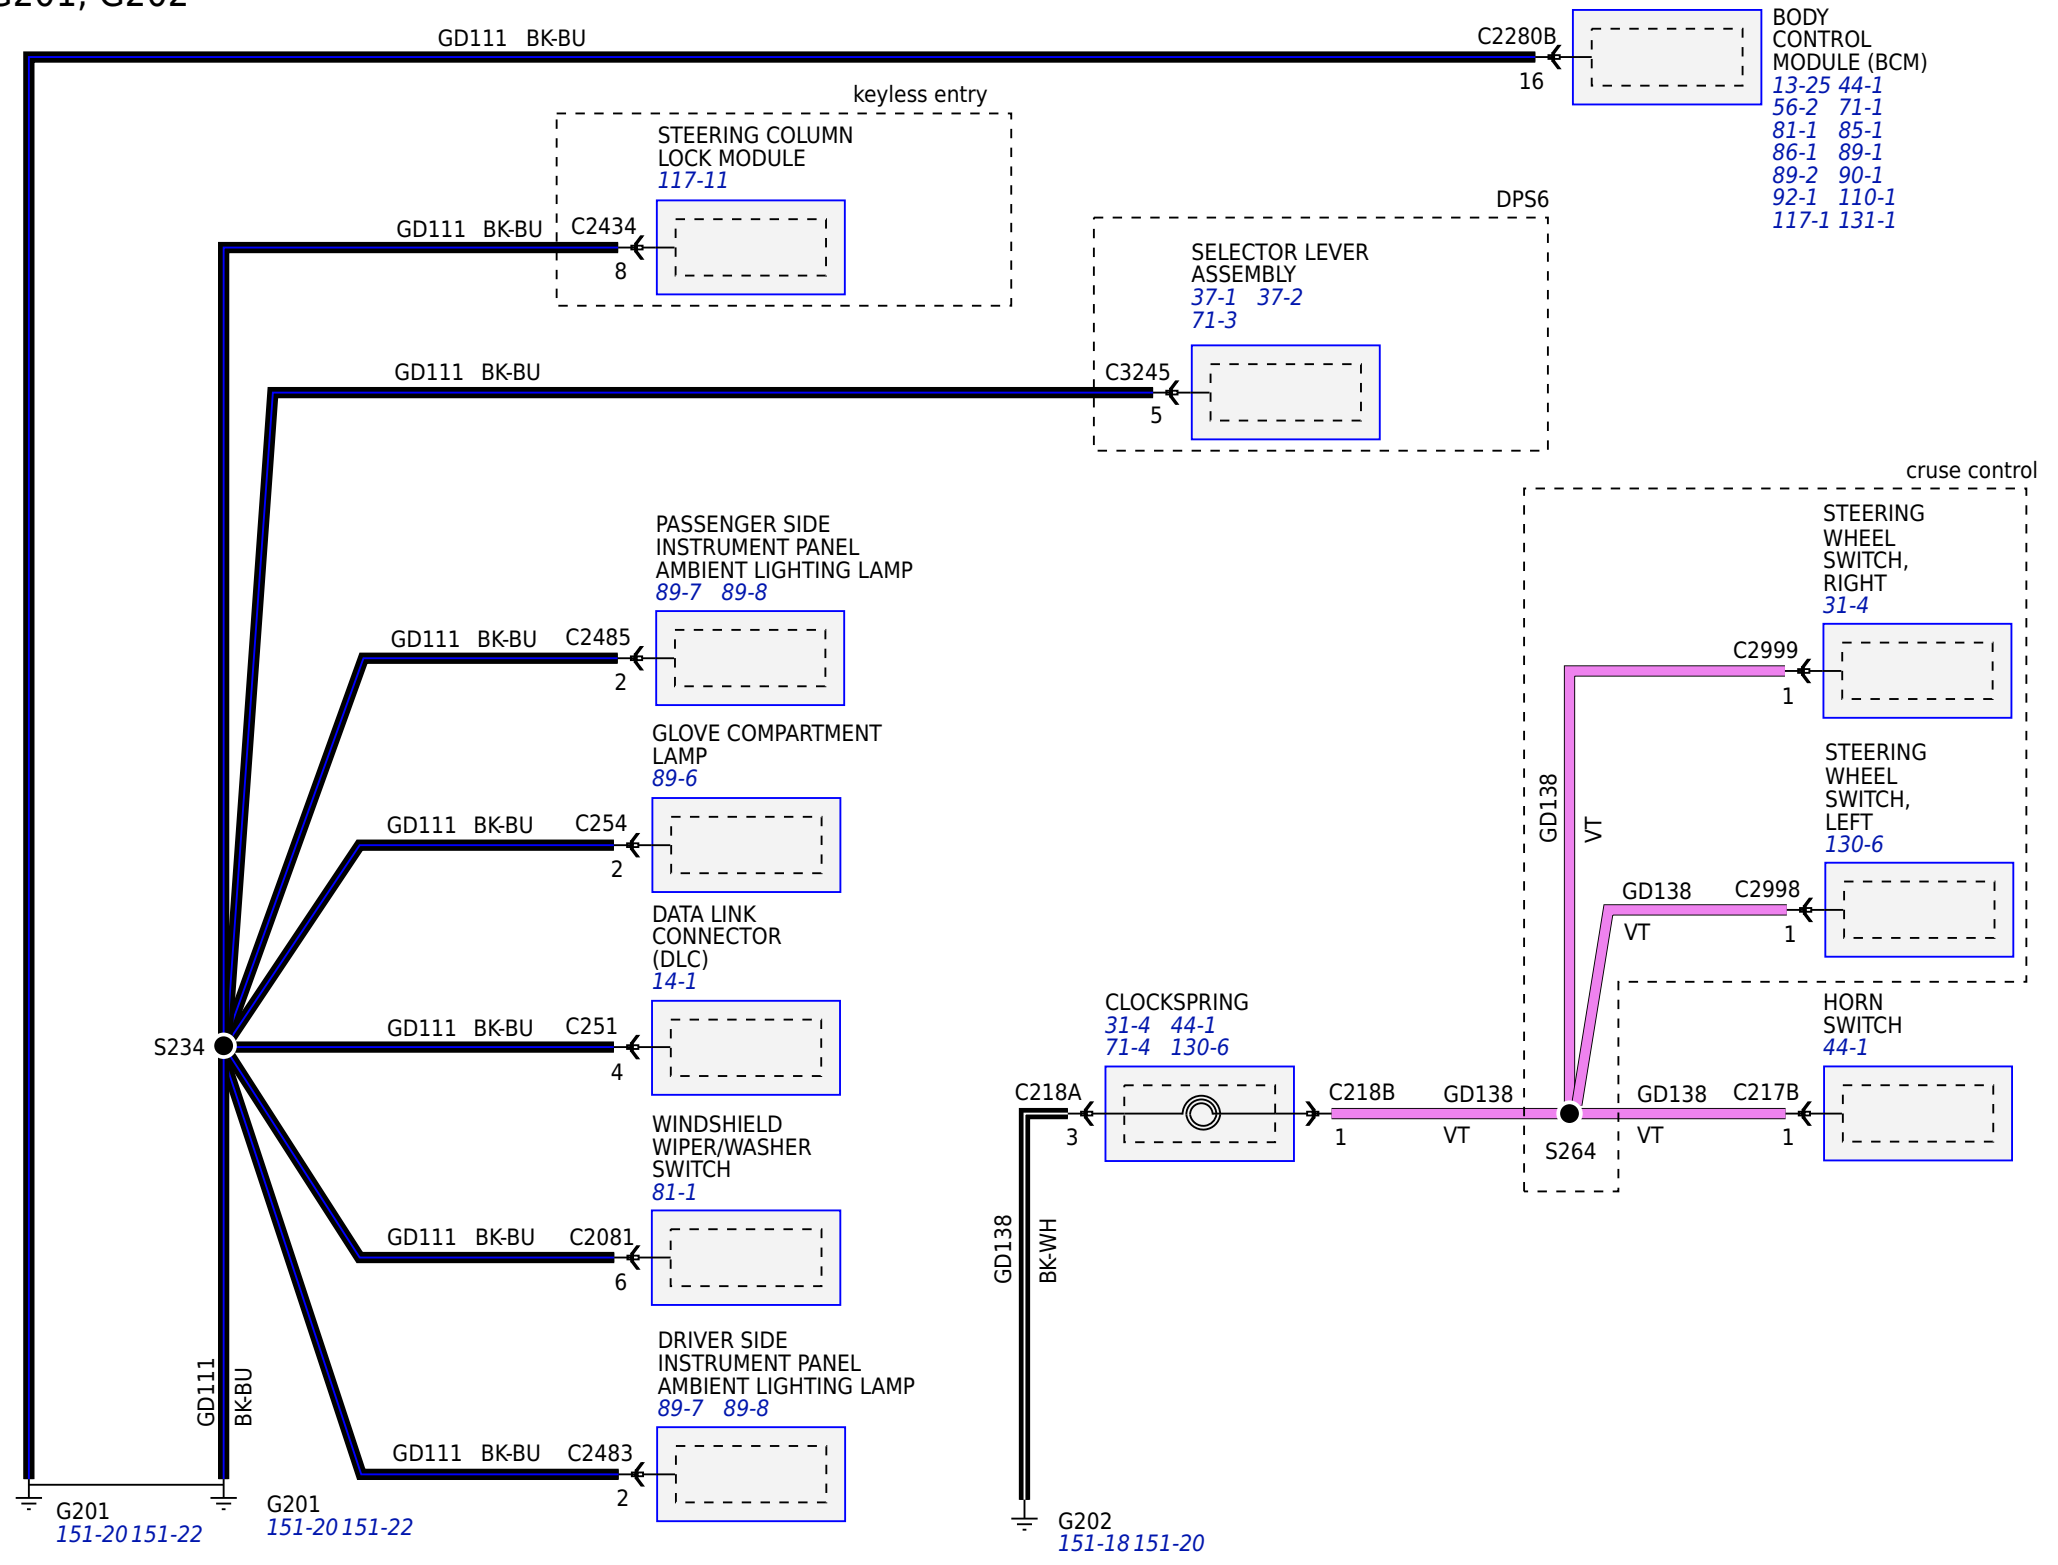 G201, G202
GD111 BK-BU
C2280B
16
BODY
CONTROL
MODULE (BCM)
13-25 44-1
56-2 71-1
81-1 85-1
86-1 89-1
89-2 90-1
92-1 110-1
117-1 131-1
keyless entry
STEERING COLUMN
LOCK MODULE
117-11
GD111 BK-BU
C2434
8
DPS6
SELECTOR LEVER
ASSEMBLY
37-1 37-2
71-3
GD111 BK-BU
C3245
5
PASSENGER SIDE
INSTRUMENT PANEL
AMBIENT LIGHTING LAMP
89-7 89-8
GD111 BK-BU
C2485
2
GLOVE COMPARTMENT
LAMP
89-6
GD111 BK-BU
C254
2
DATA LINK
CONNECTOR
(DLC)
14-1
S234
GD111 BK-BU
C251
4
WINDSHIELD
WIPER/WASHER
SWITCH
81-1
GD111 BK-BU
C2081
6
DRIVER SIDE
INSTRUMENT PANEL
AMBIENT LIGHTING LAMP
89-7 89-8
GD111 BK-BU
C2483
2
GD111
BK-BU
G201
151-20 151-22
G201
151-20 151-22
cruse control
STEERING
WHEEL
SWITCH,
RIGHT
31-4
C2999
1
GD138
VT
STEERING
WHEEL
SWITCH,
LEFT
130-6
GD138
C2998
VT
1
CLOCKSPRING
31-4 44-1
71-4 130-6
C218A
3
C218B
1
GD138
VT
S264
GD138
VT
C217B
1
HORN
SWITCH
44-1
GD138
BK-WH
G202
151-18 151-20